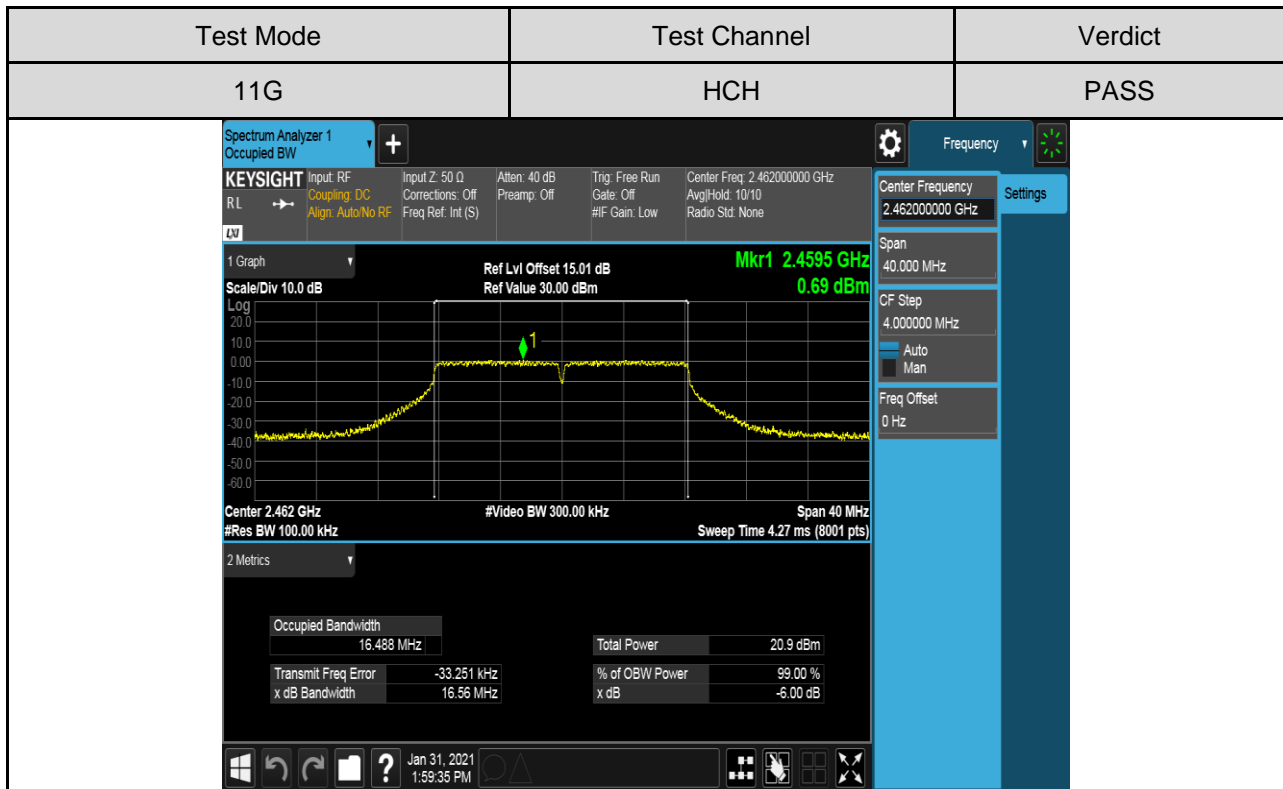 Test Mode Test Channel Verdict
11G HCH PASS
Spectrum Analyzer 1
Occupied BW
+
Frequency
KEYSIGHT Input: RF Input Z: 50 Ω Atten: 40 dB Trig: Free Run Center Freq: 2.462000000 GHz
RL Coupling: DC Corrections: Off Preamp: Off Gate: Off Avg|Hold: 10/10
Align: Auto/No RF Freq Ref: Int (S) #IF Gain: Low Radio Std: None
LXI
Center Frequency
2.462000000 GHz
Settings
Span
40.000 MHz
CF Step
4.000000 MHz
Auto
Man
Freq Offset
0 Hz
1 Graph Ref Lvl Offset 15.01 dB Mkr1 2.4595 GHz
Scale/Div 10.0 dB Ref Value 30.00 dBm 0.69 dBm
Log
20.0
10.0
1
0.00
-10.0
-20.0
-30.0
-40.0
-50.0
-60.0
Center 2.462 GHz #Video BW 300.00 kHz Span 40 MHz
#Res BW 100.00 kHz Sweep Time 4.27 ms (8001 pts)
2 Metrics
Occupied Bandwidth
16.488 MHz Total Power 20.9 dBm
Transmit Freq Error -33.251 kHz % of OBW Power 99.00 %
x dB Bandwidth 16.56 MHz x dB -6.00 dB
? Jan 31, 2021
1:59:35 PM